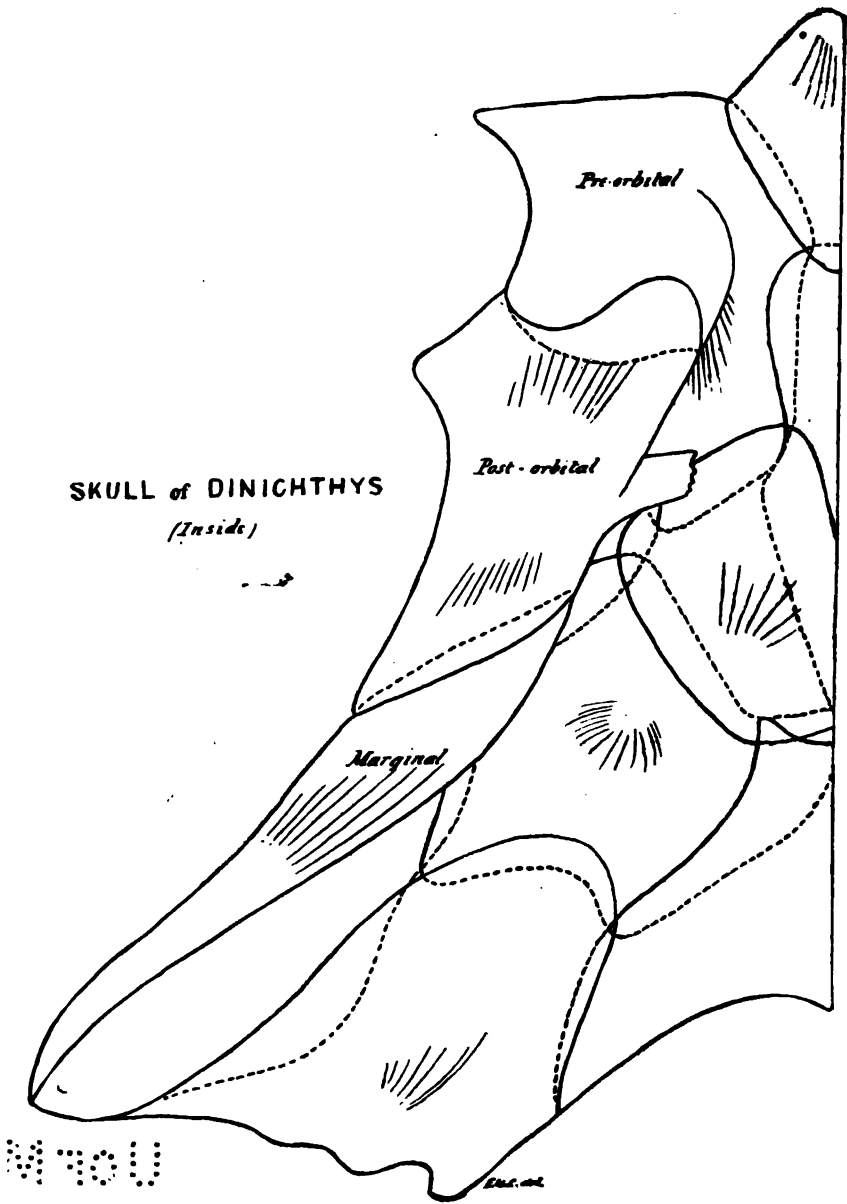 Pre-orbital
Post-orbital
SKULL of DINICHTHYS
(Inside)
Marginal